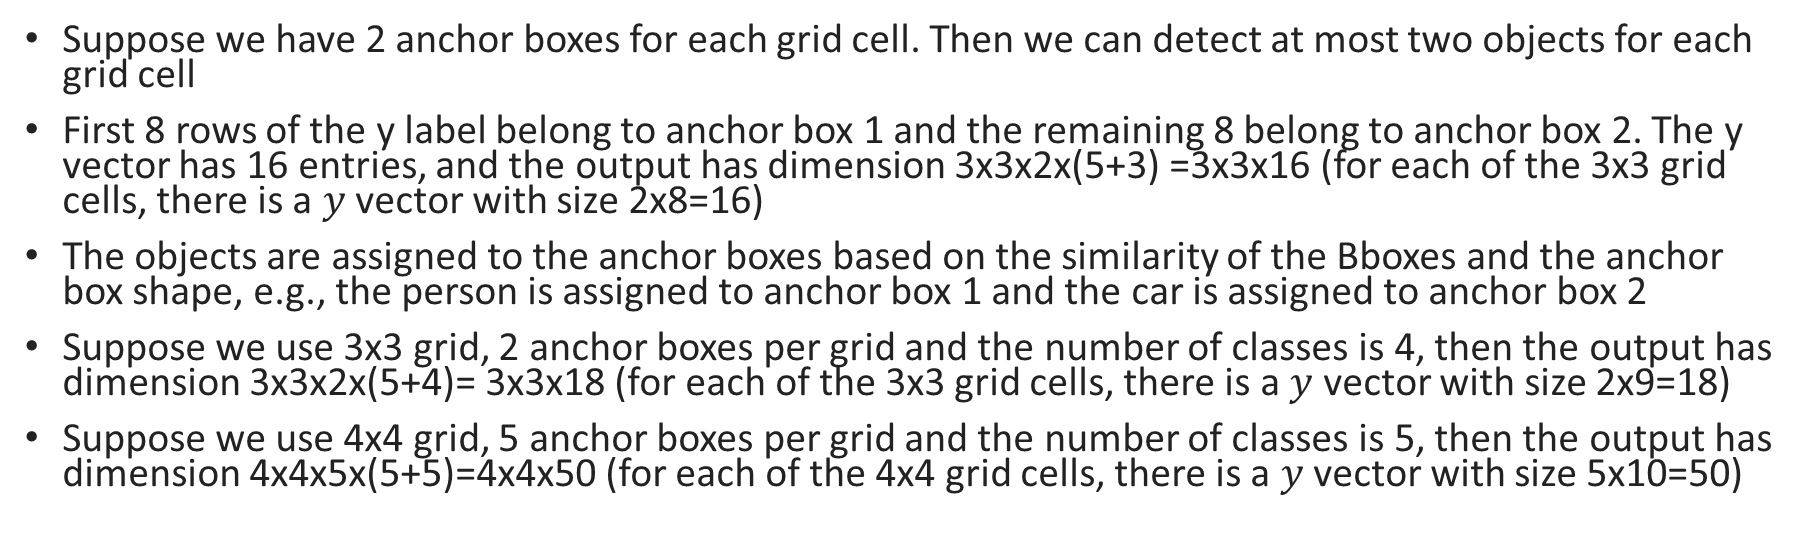 • Suppose we have 2 anchor boxes for each grid cell. Then we can detect at most two objects for each
grid cell
• First 8 rows of the y label belong to anchor box 1 and the remaining 8 belong to anchor box 2. The y
vector has 16 entries, and the output has dimension 3x3x2x(5+3) =3x3x16 (for each of the 3x3 grid
cells, there is a 𝑦 vector with size 2x8=16)
• The objects are assigned to the anchor boxes based on the similarity of the Bboxes and the anchor
box shape, e.g., the person is assigned to anchor box 1 and the car is assigned to anchor box 2
• Suppose we use 3x3 grid, 2 anchor boxes per grid and the number of classes is 4, then the output has
dimension 3x3x2x(5+4)= 3x3x18 (for each of the 3x3 grid cells, there is a 𝑦 vector with size 2x9=18)
• Suppose we use 4x4 grid, 5 anchor boxes per grid and the number of classes is 5, then the output has
dimension 4x4x5x(5+5)=4x4x50 (for each of the 4x4 grid cells, there is a 𝑦 vector with size 5x10=50)